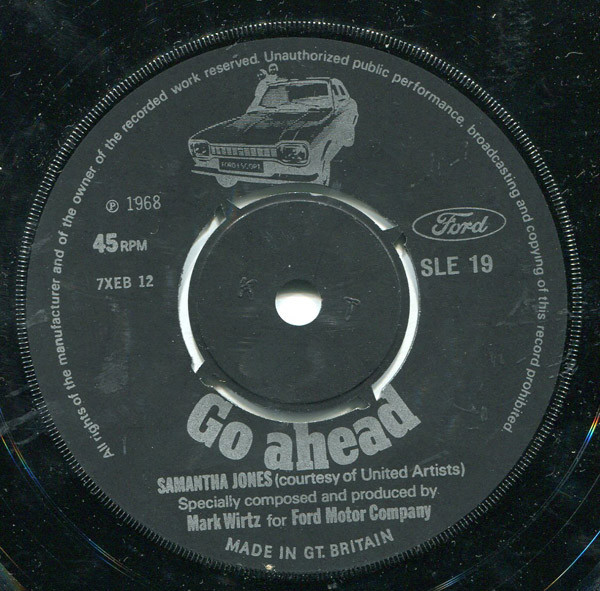 All rights of the manufacturer and of the owner of the recorded work reserved. Unauthorized public performance, broadcasting and copying of this record prohibited.
FORD ESCORT
℗ 1968
Ford
45 RPM
SLE 19
7XEB 12
K T
Go ahead
SAMANTHA JONES (courtesy of United Artists)
Specially composed and produced by
Mark Wirtz for Ford Motor Company
MADE IN GT. BRITAIN